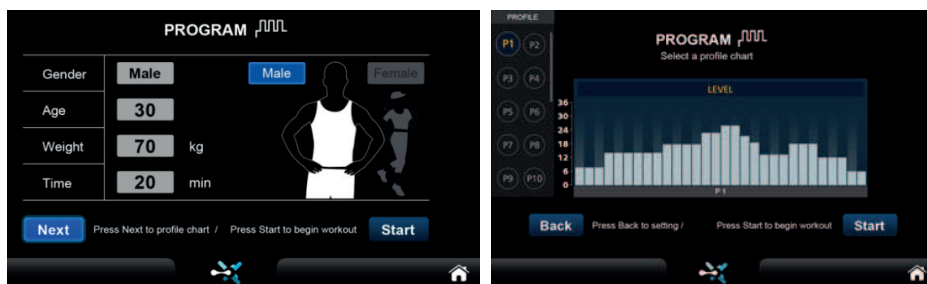 PROGRAM
Gender Male Male Female
Age 30
Weight 70 kg
Time 20 min
Next Press Next to profile chart / Press Start to begin workout Start
PROFILE
P1 P2
P3 P4
P5 P6
P7 P8
P9 P10
PROGRAM
Select a profile chart
LEVEL
36
30
24
18
12
6
0
P 1
Back Press Back to setting / Press Start to begin workout Start